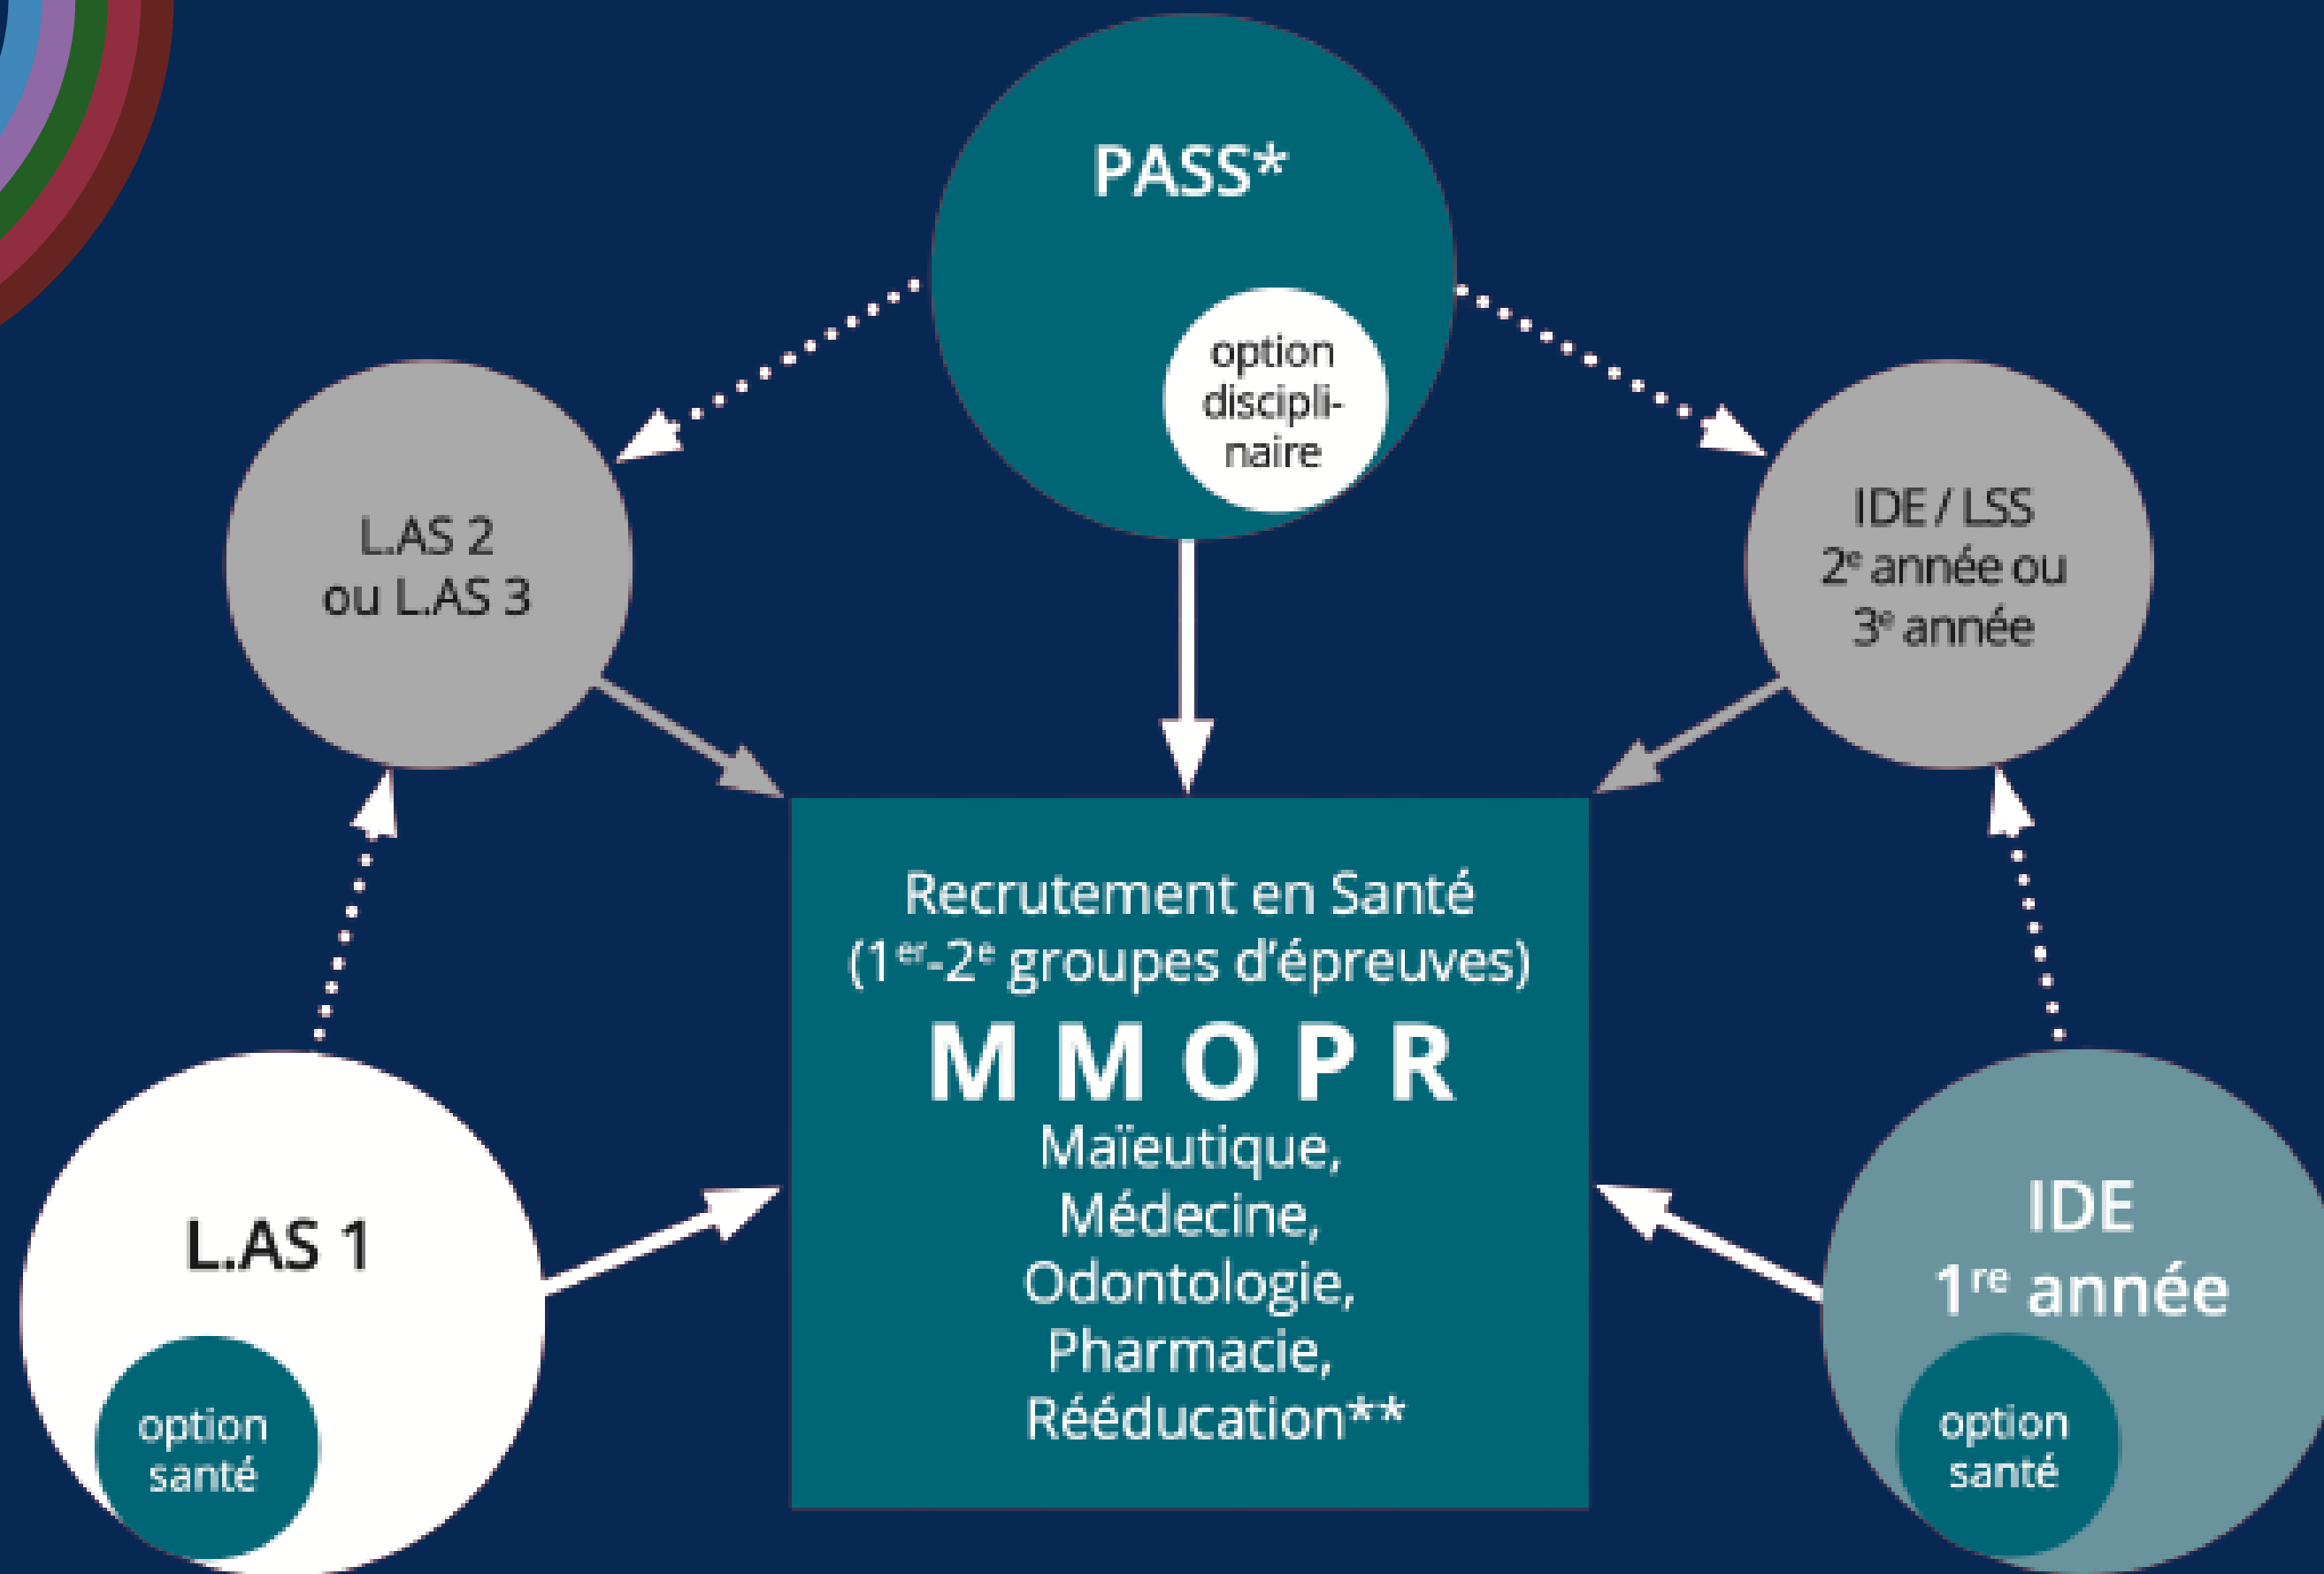 PASS*
option
discipli-
naire
L.AS 2
ou L.AS 3
IDE / LSS
2e année ou
3e année
Recrutement en Santé
(1er-2e groupes d'épreuves)
M M O P R
Maïeutique,
Médecine,
Odontologie,
Pharmacie,
Rééducation**
L.AS 1
option
santé
IDE
1re année
option
santé